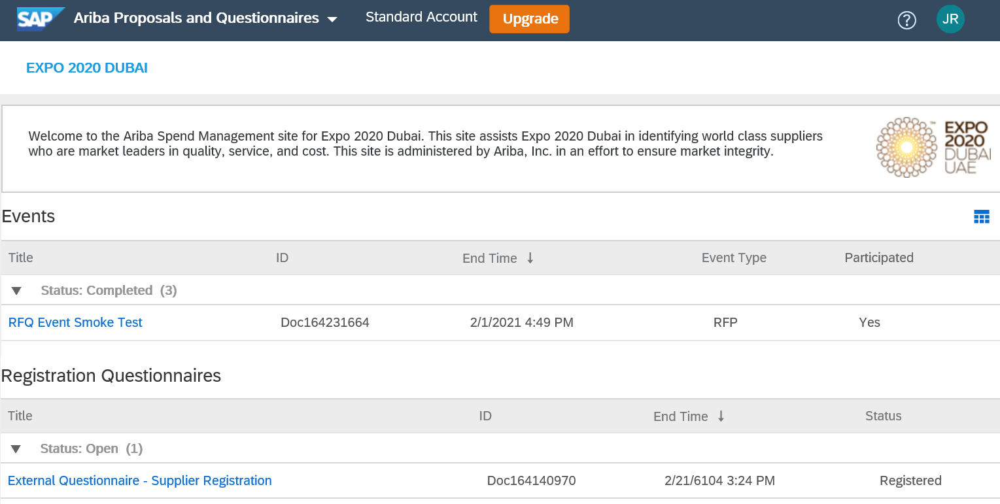 SAP Ariba Proposals and Questionnaires Standard Account Upgrade ? JR
EXPO 2020 DUBAI
Welcome to the Ariba Spend Management site for Expo 2020 Dubai. This site assists Expo 2020 Dubai in identifying world class suppliers
who are market leaders in quality, service, and cost. This site is administered by Ariba, Inc. in an effort to ensure market integrity.
™ EXPO
2020
DUBAI
UAE
Events
Title ID End Time ↓ Event Type Participated
▼ Status: Completed (3)
RFQ Event Smoke Test Doc164231664 2/1/2021 4:49 PM RFP Yes
Registration Questionnaires
Title ID End Time ↓ Status
▼ Status: Open (1)
External Questionnaire - Supplier Registration Doc164140970 2/21/6104 3:24 PM Registered